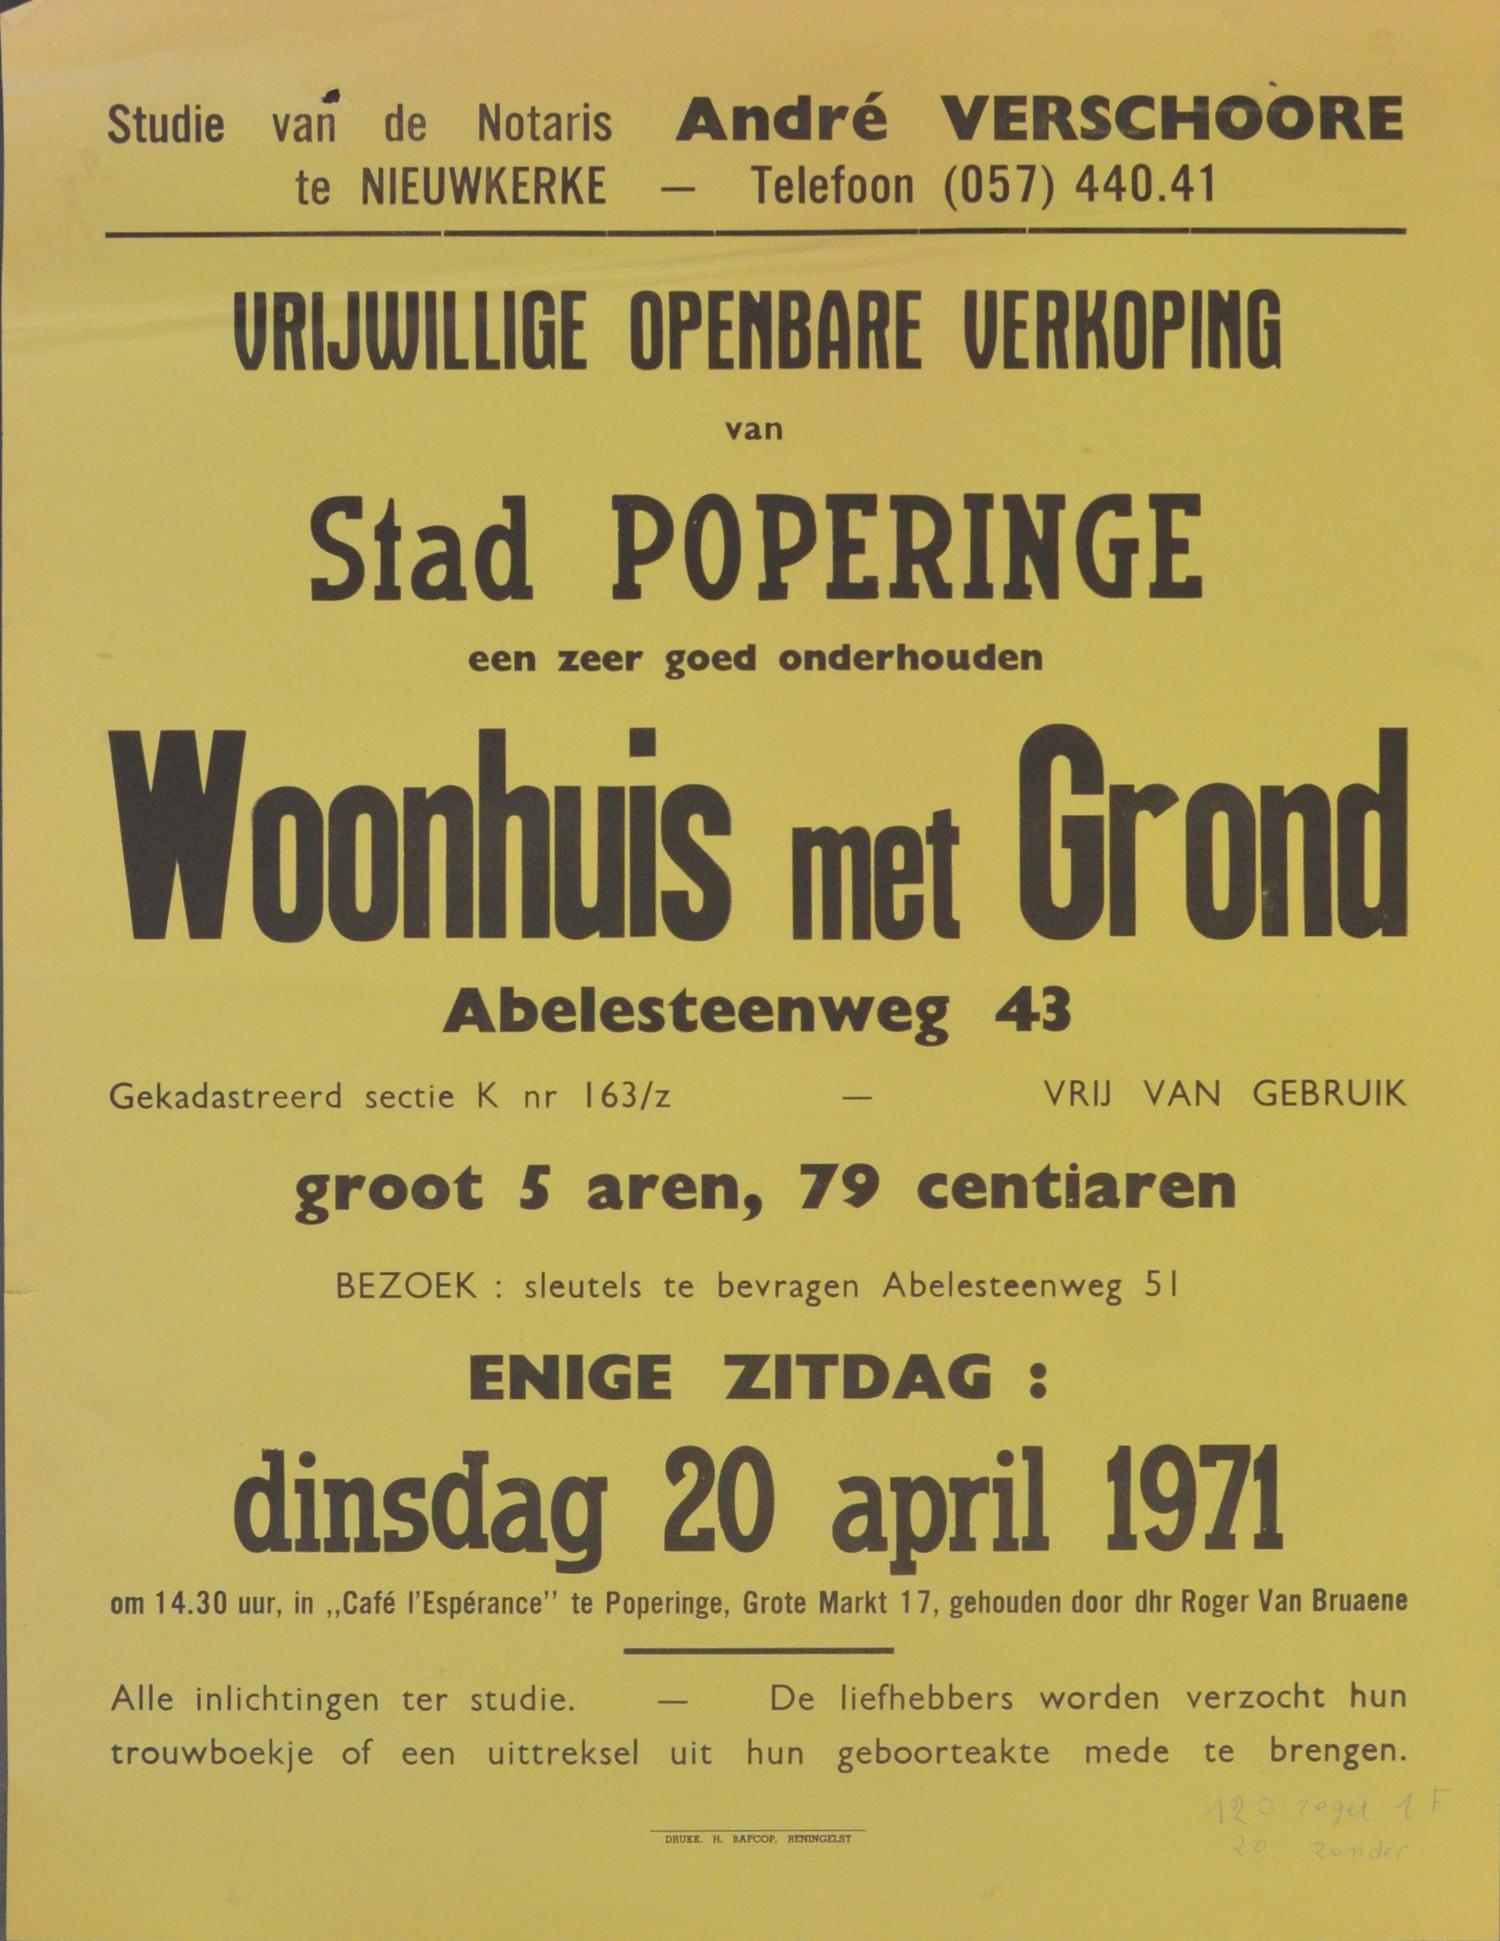 Studie van de Notaris André VERSCHOORE
te NIEUWKERKE — Telefoon (057) 440.41
VRIJWILLIGE OPENBARE VERKOPING
van
Stad POPERINGE
een zeer goed onderhouden
Woonhuis met Grond
Abelesteenweg 43
Gekadastreerd sectie K nr 163/z — VRIJ VAN GEBRUIK
groot 5 aren, 79 centiaren
BEZOEK : sleutels te bevragen Abelesteenweg 51
ENIGE ZITDAG :
dinsdag 20 april 1971
om 14.30 uur, in „Café l'Espérance” te Poperinge, Grote Markt 17, gehouden door dhr Roger Van Bruaene
Alle inlichtingen ter studie. — De liefhebbers worden verzocht hun
trouwboekje of een uittreksel uit hun geboorteakte mede te brengen.
120 zegel 1 F
20 zonder
DRUKK. H. BAFCOP, RENINGELST